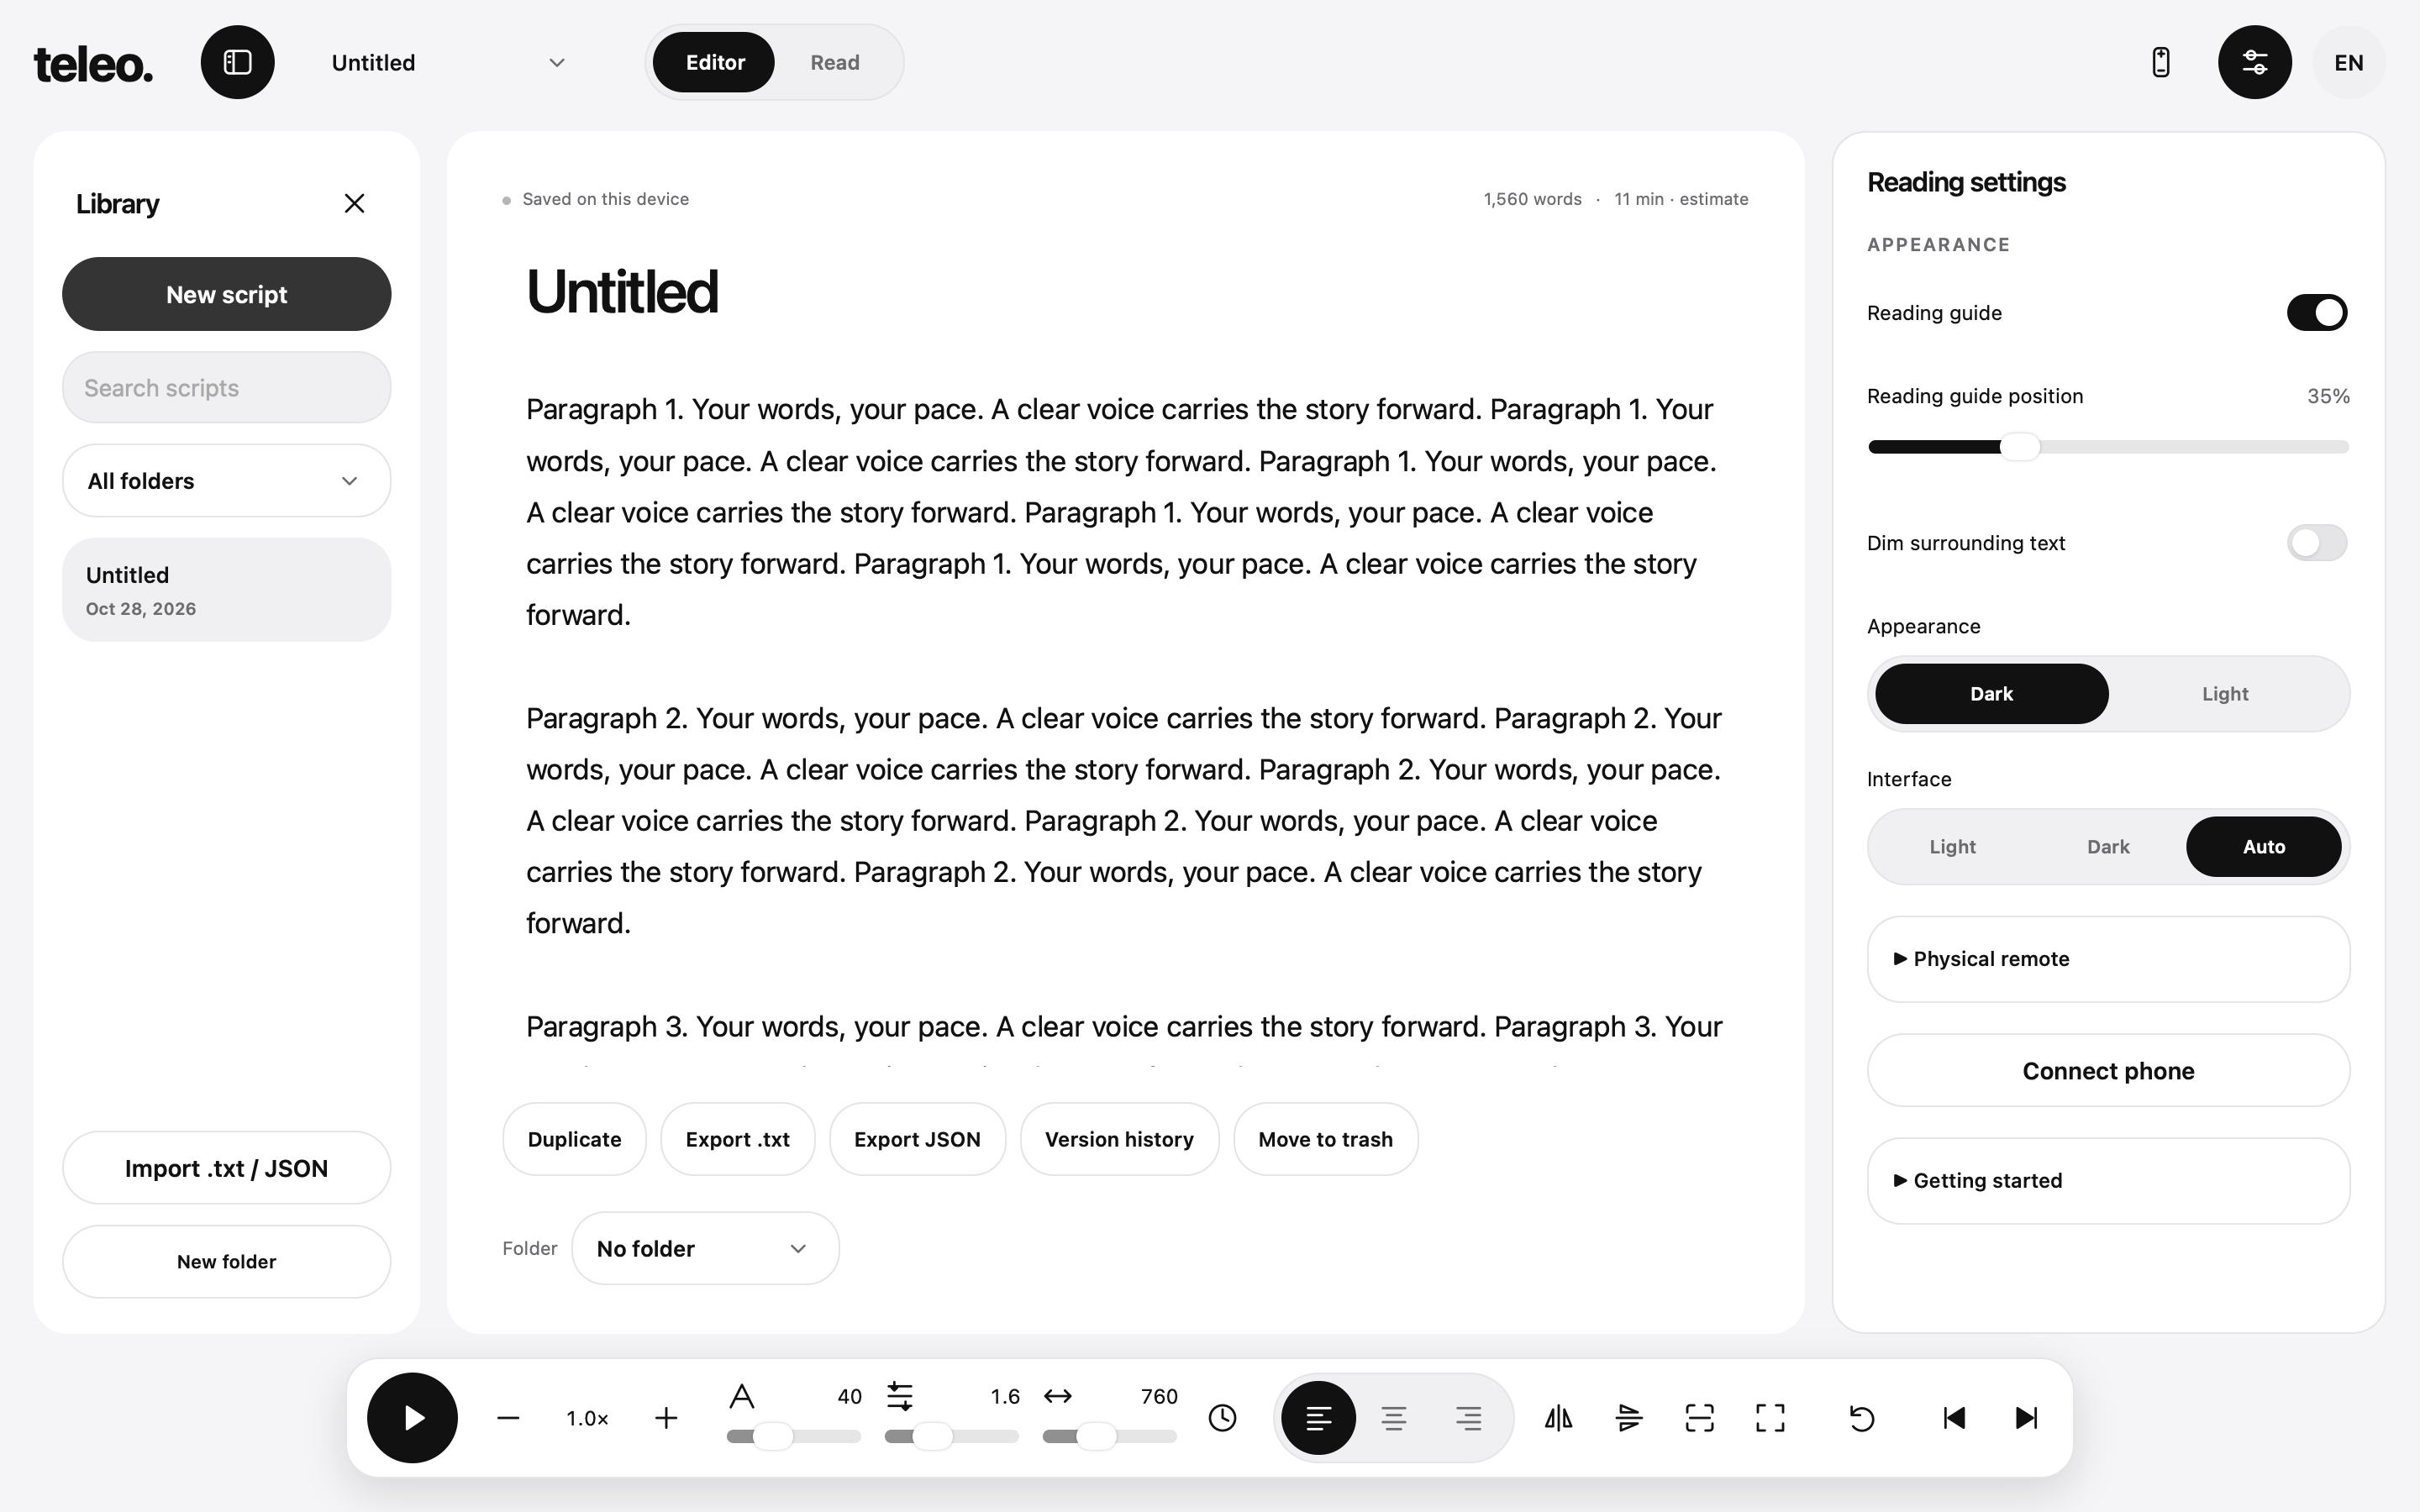 teleo.
Untitled
Editor
Read
EN
Library
New script
Search scripts
All folders
Untitled
Oct 28, 2026
Import .txt / JSON
New folder
Saved on this device
1,560 words · 11 min · estimate
Untitled
Paragraph 1. Your words, your pace. A clear voice carries the story forward. Paragraph 1. Your
words, your pace. A clear voice carries the story forward. Paragraph 1. Your words, your pace.
A clear voice carries the story forward. Paragraph 1. Your words, your pace. A clear voice
carries the story forward. Paragraph 1. Your words, your pace. A clear voice carries the story
forward.
Paragraph 2. Your words, your pace. A clear voice carries the story forward. Paragraph 2. Your
words, your pace. A clear voice carries the story forward. Paragraph 2. Your words, your pace.
A clear voice carries the story forward. Paragraph 2. Your words, your pace. A clear voice
carries the story forward. Paragraph 2. Your words, your pace. A clear voice carries the story
forward.
Paragraph 3. Your words, your pace. A clear voice carries the story forward. Paragraph 3. Your
Duplicate
Export .txt
Export JSON
Version history
Move to trash
Folder
No folder
Reading settings
APPEARANCE
Reading guide
Reading guide position
35%
Dim surrounding text
Appearance
Dark
Light
Interface
Light
Dark
Auto
Physical remote
Connect phone
Getting started
1.0×
40
1.6
760